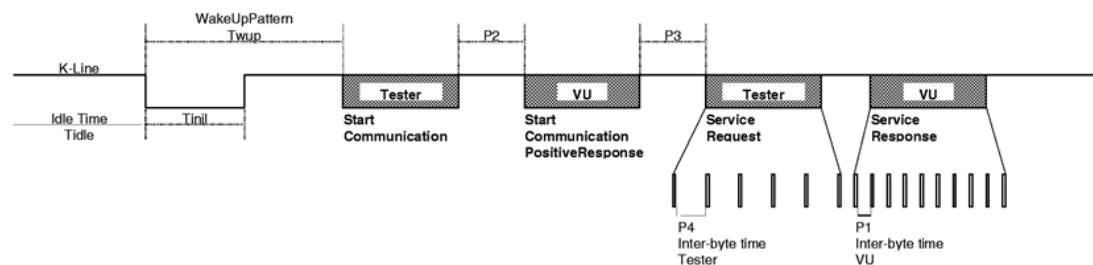 WakeUpPattern
Twup
P2
P3
K-Line
Tester
VU
Tester
VU
Idle Time
Tidle
Tinil
Start
Communication
Start
Communication
PositiveResponse
Service
Request
Service
Response
P4
Inter-byte time
Tester
P1
Inter-byte time
VU